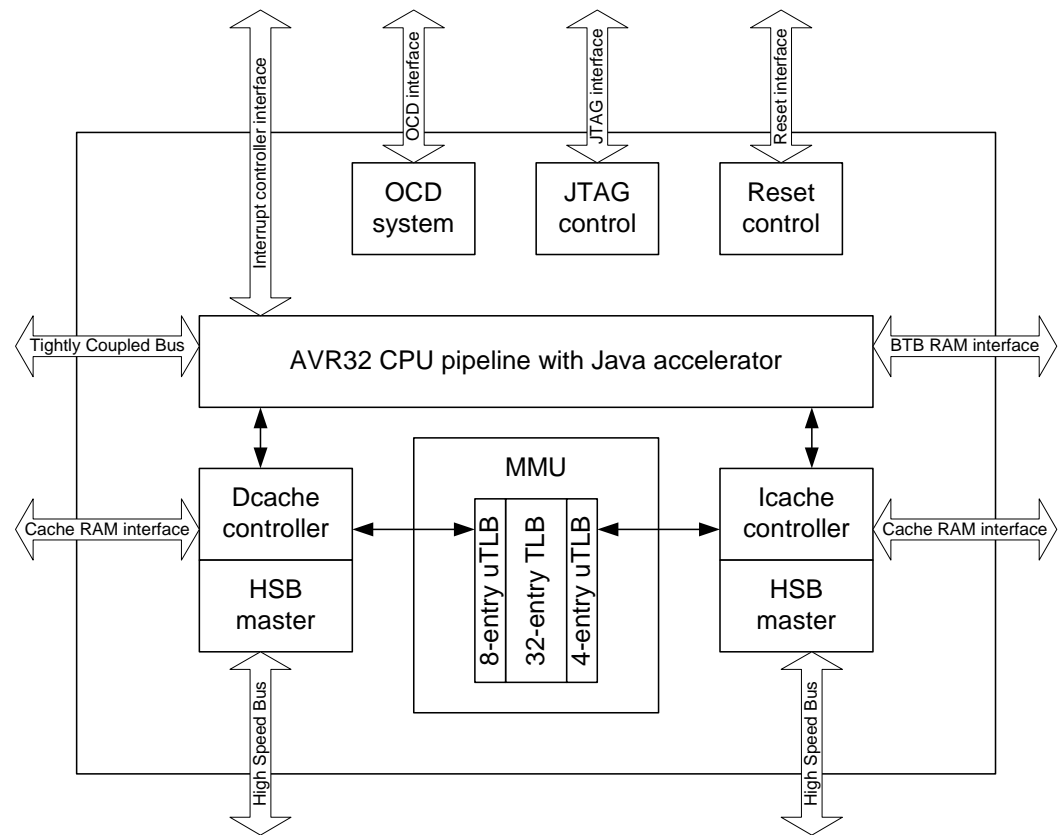 Interrupt controller interface
OCD interface
JTAG interface
Reset interface
OCD
system
JTAG
control
Reset
control
Tightly Coupled Bus
AVR32 CPU pipeline with Java accelerator
BTB RAM interface
MMU
Dcache
controller
Cache RAM interface
HSB
master
8-entry uTLB
32-entry TLB
4-entry uTLB
Icache
controller
Cache RAM interface
HSB
master
High Speed Bus
High Speed Bus